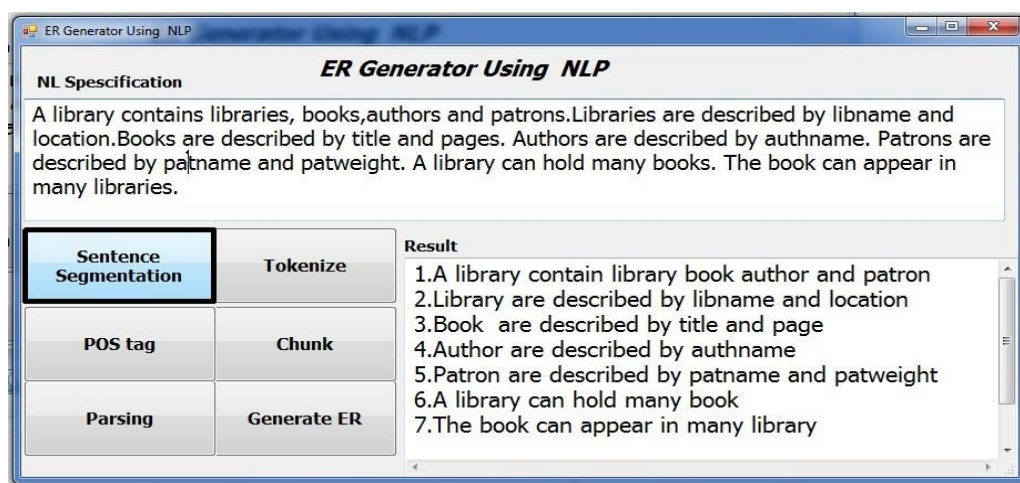 ER Generator Using NLP
ER Generator Using NLP
NL Spescification
A library contains libraries, books,authors and patrons.Libraries are described by libname and
location.Books are described by title and pages. Authors are described by authname. Patrons are
described by patname and patweight. A library can hold many books. The book can appear in
many libraries.
Sentence
Segmentation
Tokenize
POS tag
Chunk
Parsing
Generate ER
Result
1.A library contain library book author and patron
2.Library are described by libname and location
3.Book are described by title and page
4.Author are described by authname
5.Patron are described by patname and patweight
6.A library can hold many book
7.The book can appear in many library